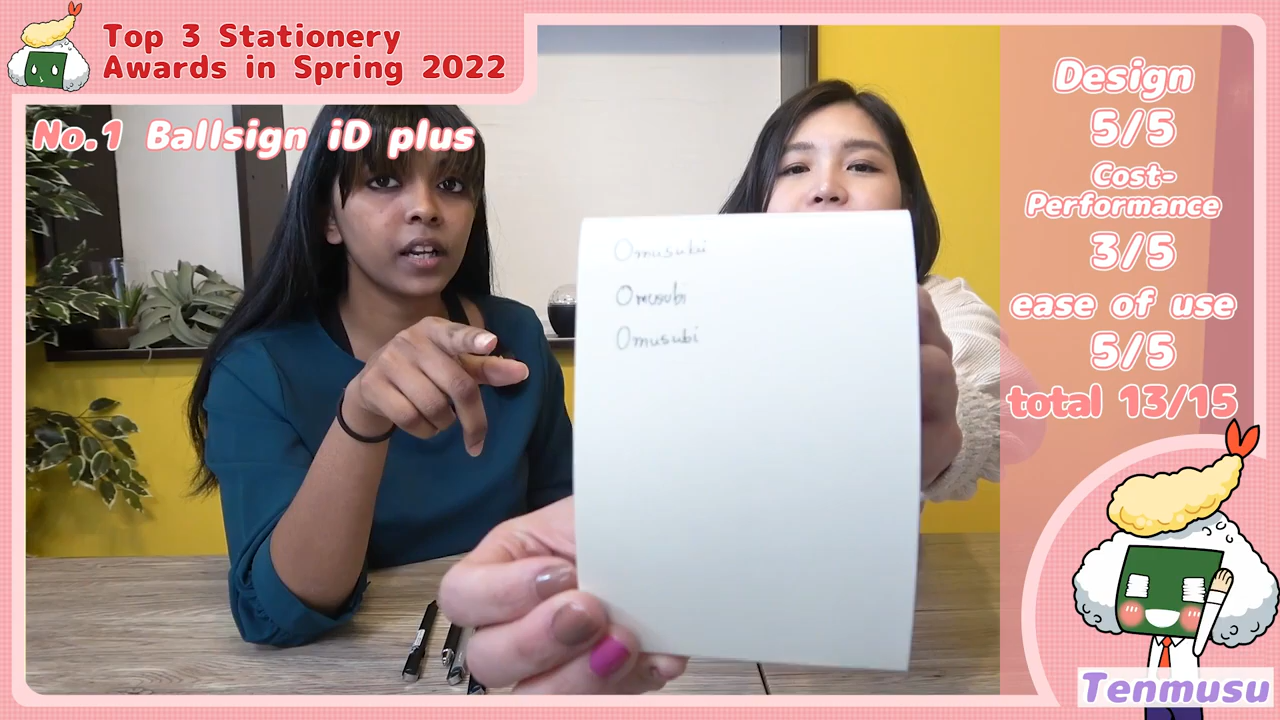 Top 3 Stationery
Awards in Spring 2022
No.1 Ballsign iD plus
Omusubi
Omusubi
Omusubi
Design
5/5
Cost-
Performance
3/5
ease of use
5/5
total 13/15
Tenmusu